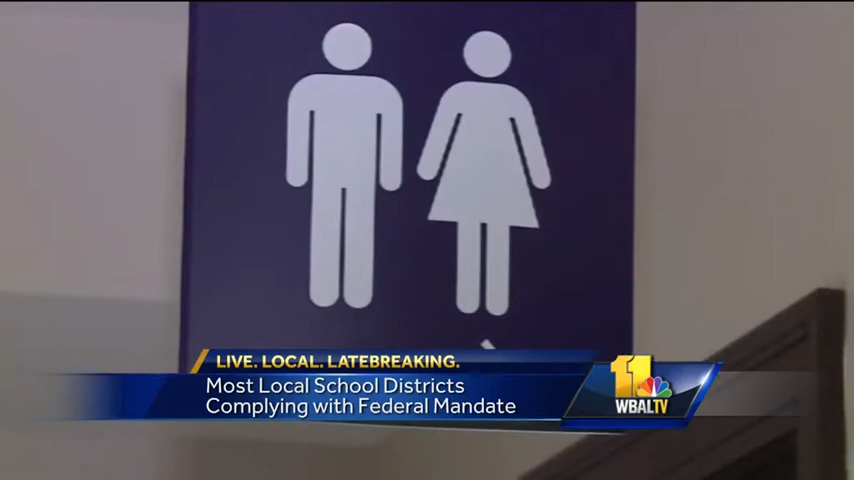 LIVE. LOCAL. LATEBREAKING.
Most Local School Districts
Complying with Federal Mandate
11
WBALTV